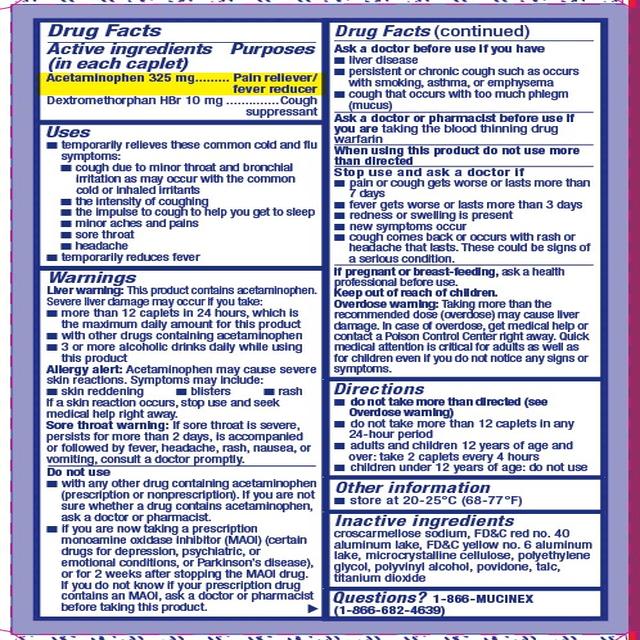 Drug Facts
Active ingredients Purposes
(in each caplet)
Acetaminophen 325 mg......... Pain reliever/
fever reducer
Dextromethorphan HBr 10 mg .............Cough
suppressant
Uses
■ temporarily relieves these common cold and flu
symptoms:
■ cough due to minor throat and bronchial
irritation as may occur with the common
cold or inhaled irritants
■ the intensity of coughing
■ the impulse to cough to help you get to sleep
■ minor aches and pains
■ sore throat
■ headache
■ temporarily reduces fever
Warnings
Liver warning: This product contains acetaminophen.
Severe liver damage may occur if you take:
■ more than 12 caplets in 24 hours, which is
the maximum daily amount for this product
■ with other drugs containing acetaminophen
■ 3 or more alcoholic drinks daily while using
this product
Allergy alert: Acetaminophen may cause severe
skin reactions. Symptoms may include:
■ skin reddening ■ blisters ■ rash
If a skin reaction occurs, stop use and seek
medical help right away.
Sore throat warning: If sore throat is severe,
persists for more than 2 days, is accompanied
or followed by fever, headache, rash, nausea, or
vomiting, consult a doctor promptly.
Do not use
■ with any other drug containing acetaminophen
(prescription or nonprescription). If you are not
sure whether a drug contains acetaminophen,
ask a doctor or pharmacist.
■ if you are now taking a prescription
monoamine oxidase inhibitor (MAOI) (certain
drugs for depression, psychiatric, or
emotional conditions, or Parkinson's disease),
or for 2 weeks after stopping the MAOI drug.
If you do not know if your prescription drug
contains an MAOI, ask a doctor or pharmacist
before taking this product.
Drug Facts (continued)
Ask a doctor before use if you have
■ liver disease
■ persistent or chronic cough such as occurs
with smoking, asthma, or emphysema
■ cough that occurs with too much phlegm
(mucus)
Ask a doctor or pharmacist before use if
you are taking the blood thinning drug
warfarin
When using this product do not use more
than directed
Stop use and ask a doctor if
■ pain or cough gets worse or lasts more than
7 days
■ fever gets worse or lasts more than 3 days
■ redness or swelling is present
■ new symptoms occur
■ cough comes back or occurs with rash or
headache that lasts. These could be signs of
a serious condition.
If pregnant or breast-feeding, ask a health
professional before use.
Keep out of reach of children.
Overdose warning: Taking more than the
recommended dose (overdose) may cause liver
damage. In case of overdose, get medical help or
contact a Poison Control Center right away. Quick
medical attention is critical for adults as well as
for children even if you do not notice any signs or
symptoms.
Directions
■ do not take more than directed (see
Overdose warning)
■ do not take more than 12 caplets in any
24-hour period
■ adults and children 12 years of age and
over: take 2 caplets every 4 hours
■ children under 12 years of age: do not use
Other information
■ store at 20-25°C (68-77°F)
Inactive ingredients
croscarmellose sodium, FD&C red no. 40
aluminum lake, FD&C yellow no. 6 aluminum
lake, microcrystalline cellulose, polyethylene
glycol, polyvinyl alcohol, povidone, talc,
titanium dioxide
Questions? 1-866-MUCINEX
(1-866-682-4639)